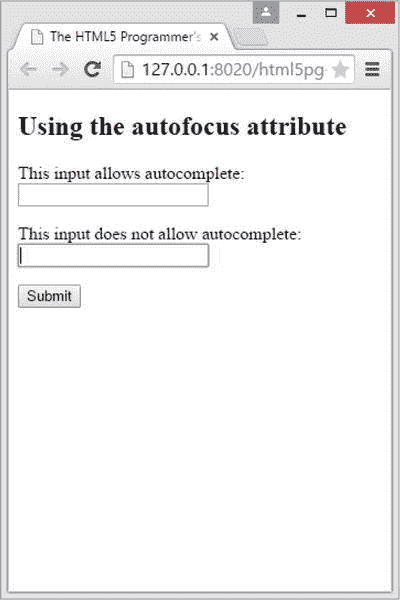 The HTML5 Programmer's
127.0.0.1:8020/html5pg
Using the autofocus attribute
This input allows autocomplete:
This input does not allow autocomplete:
Submit